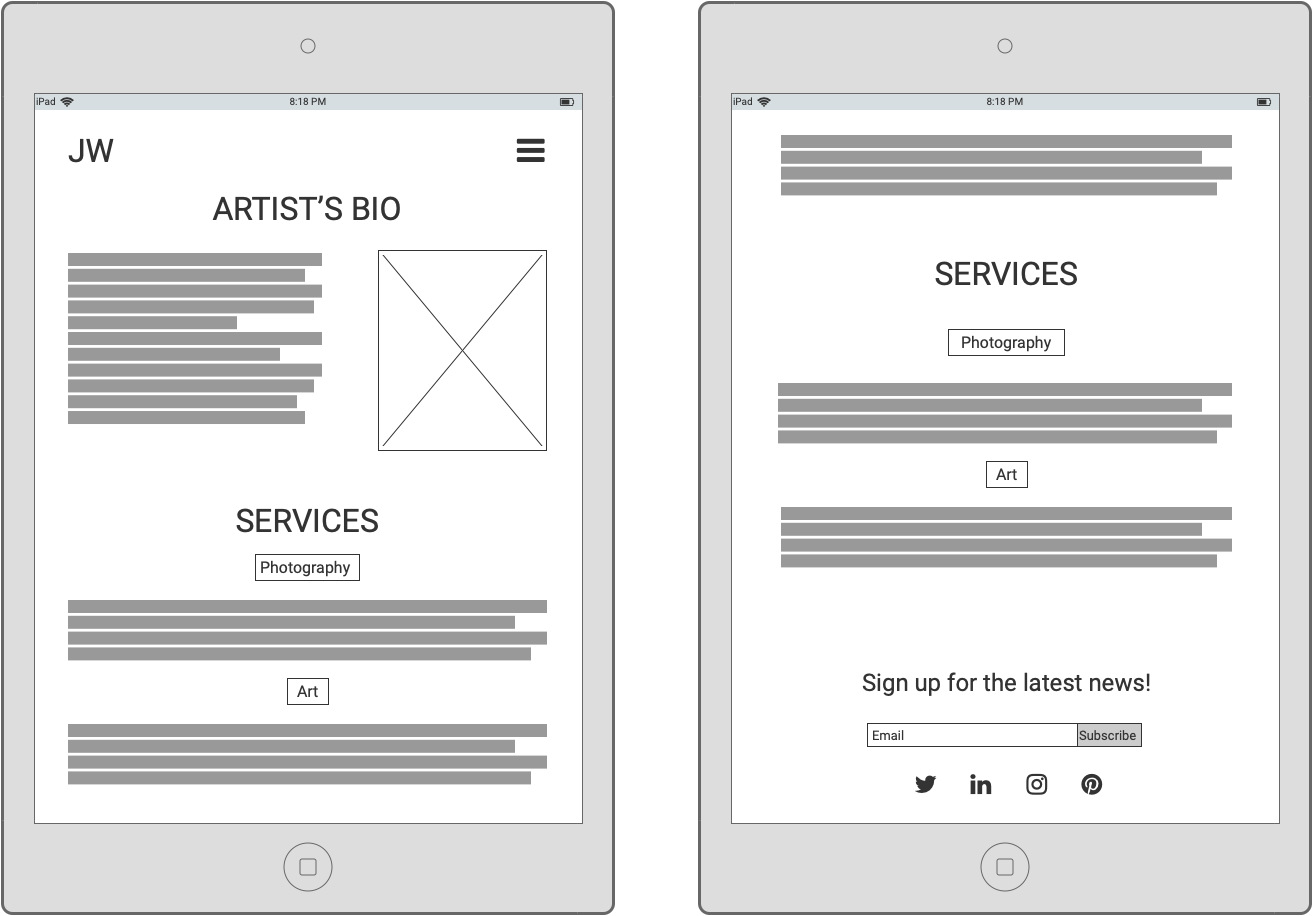 iPad 8:18 PM
JW
ARTIST’S BIO
SERVICES
Photography
Art
iPad 8:18 PM
SERVICES
Photography
Art
Sign up for the latest news!
Email Subscribe